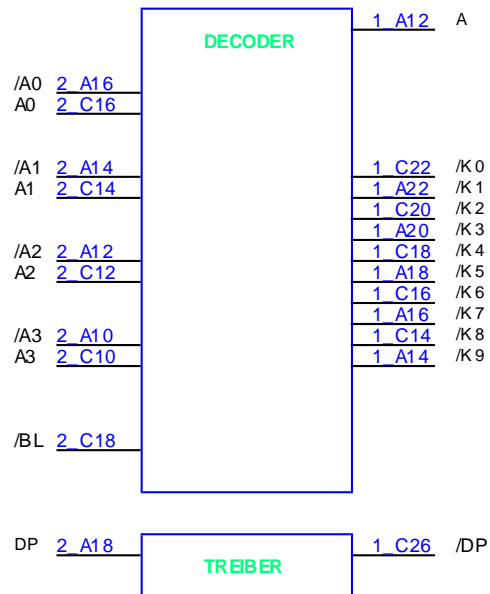 1_A12 A
DECODER
/A0 2_A16
A0 2_C16
/A1 2_A14 1_C22 /K0
A1 2_C14 1_A22 /K1
1_C20 /K2
1_A20 /K3
/A2 2_A12 1_C18 /K4
A2 2_C12 1_A18 /K5
1_C16 /K6
1_A16 /K7
/A3 2_A10 1_C14 /K8
A3 2_C10 1_A14 /K9
/BL 2_C18
DP 2_A18 1_C26 /DP
TREIBER